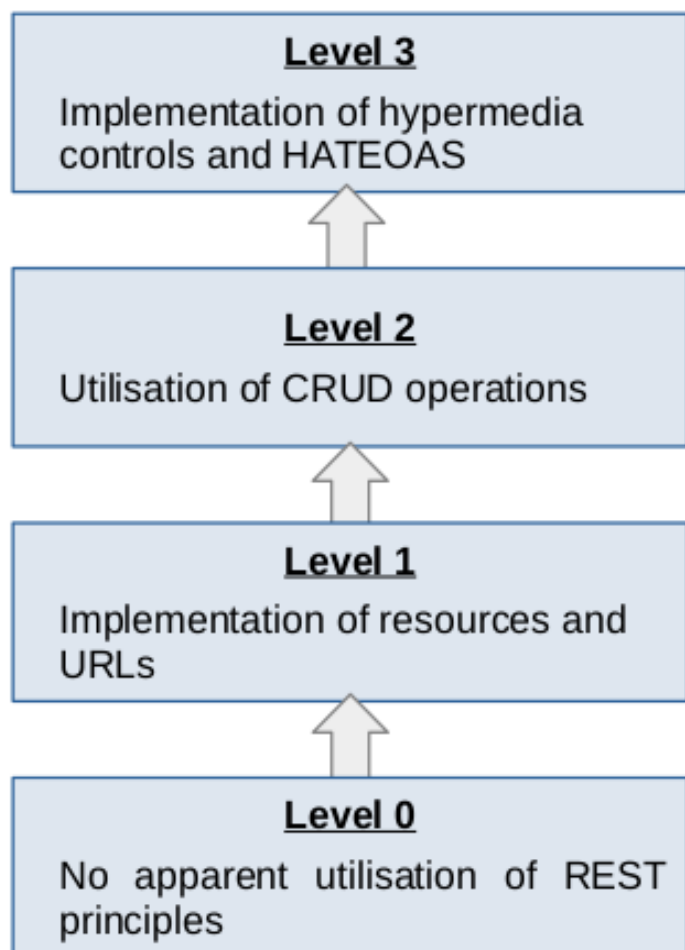 Level 3
Implementation of hypermedia
controls and HATEOAS
Level 2
Utilisation of CRUD operations
Level 1
Implementation of resources and
URLs
Level 0
No apparent utilisation of REST
principles